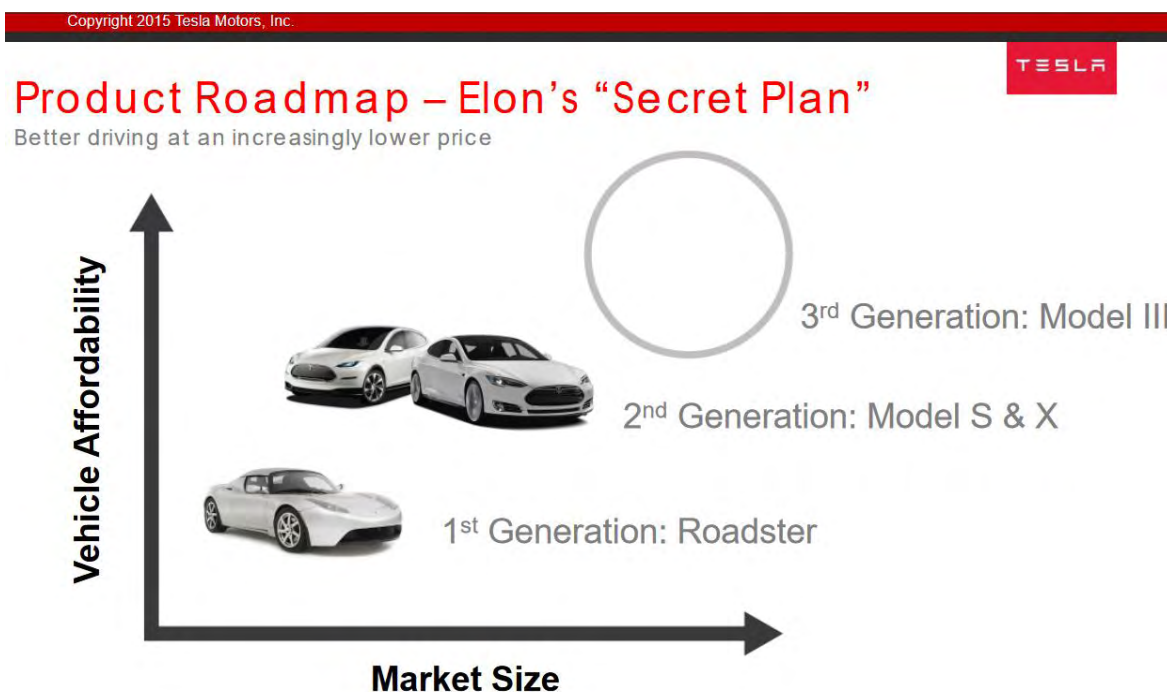 Copyright 2015 Tesla Motors, Inc.
TESLA
Product Roadmap – Elon’s “Secret Plan”
Better driving at an increasingly lower price
Vehicle Affordability
3rd Generation: Model III
2nd Generation: Model S & X
1st Generation: Roadster
Market Size